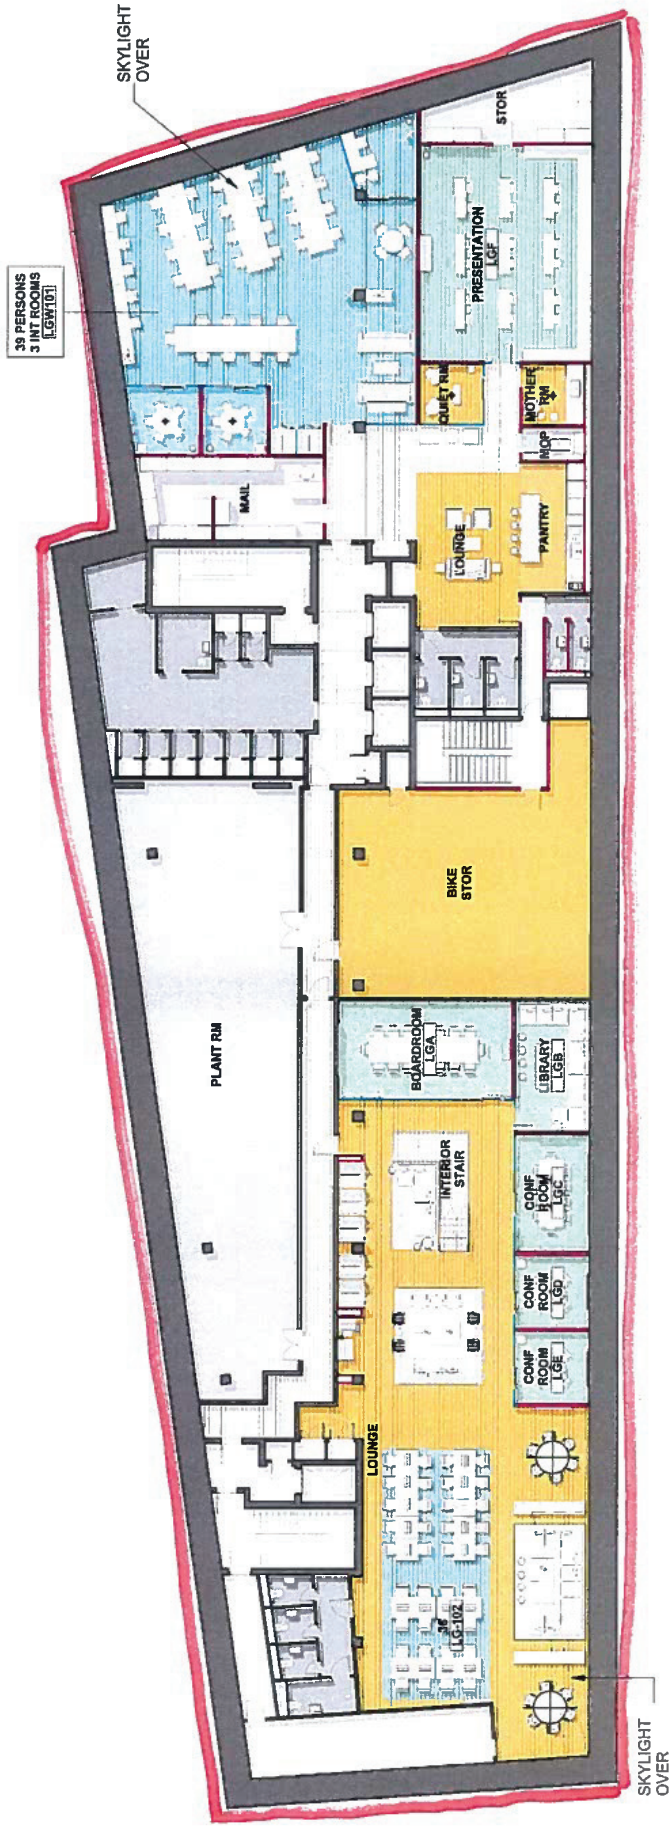 SKYLIGHT
OVER
39 PERSONS
3 INT ROOMS
LGW101
STOR
PRESENTATION
LGF
QUIET RM
MOTHER
RM
MOP
MAIL
LOUNGE
PANTRY
BIKE
STOR
PLANT RM
BOARDROOM
LGA
LIBRARY
LGB
INTERIOR
STAIR
CONF
ROOM
LGC
CONF
ROOM
LGD
CONF
ROOM
LGE
LOUNGE
36
LG-102
SKYLIGHT
OVER